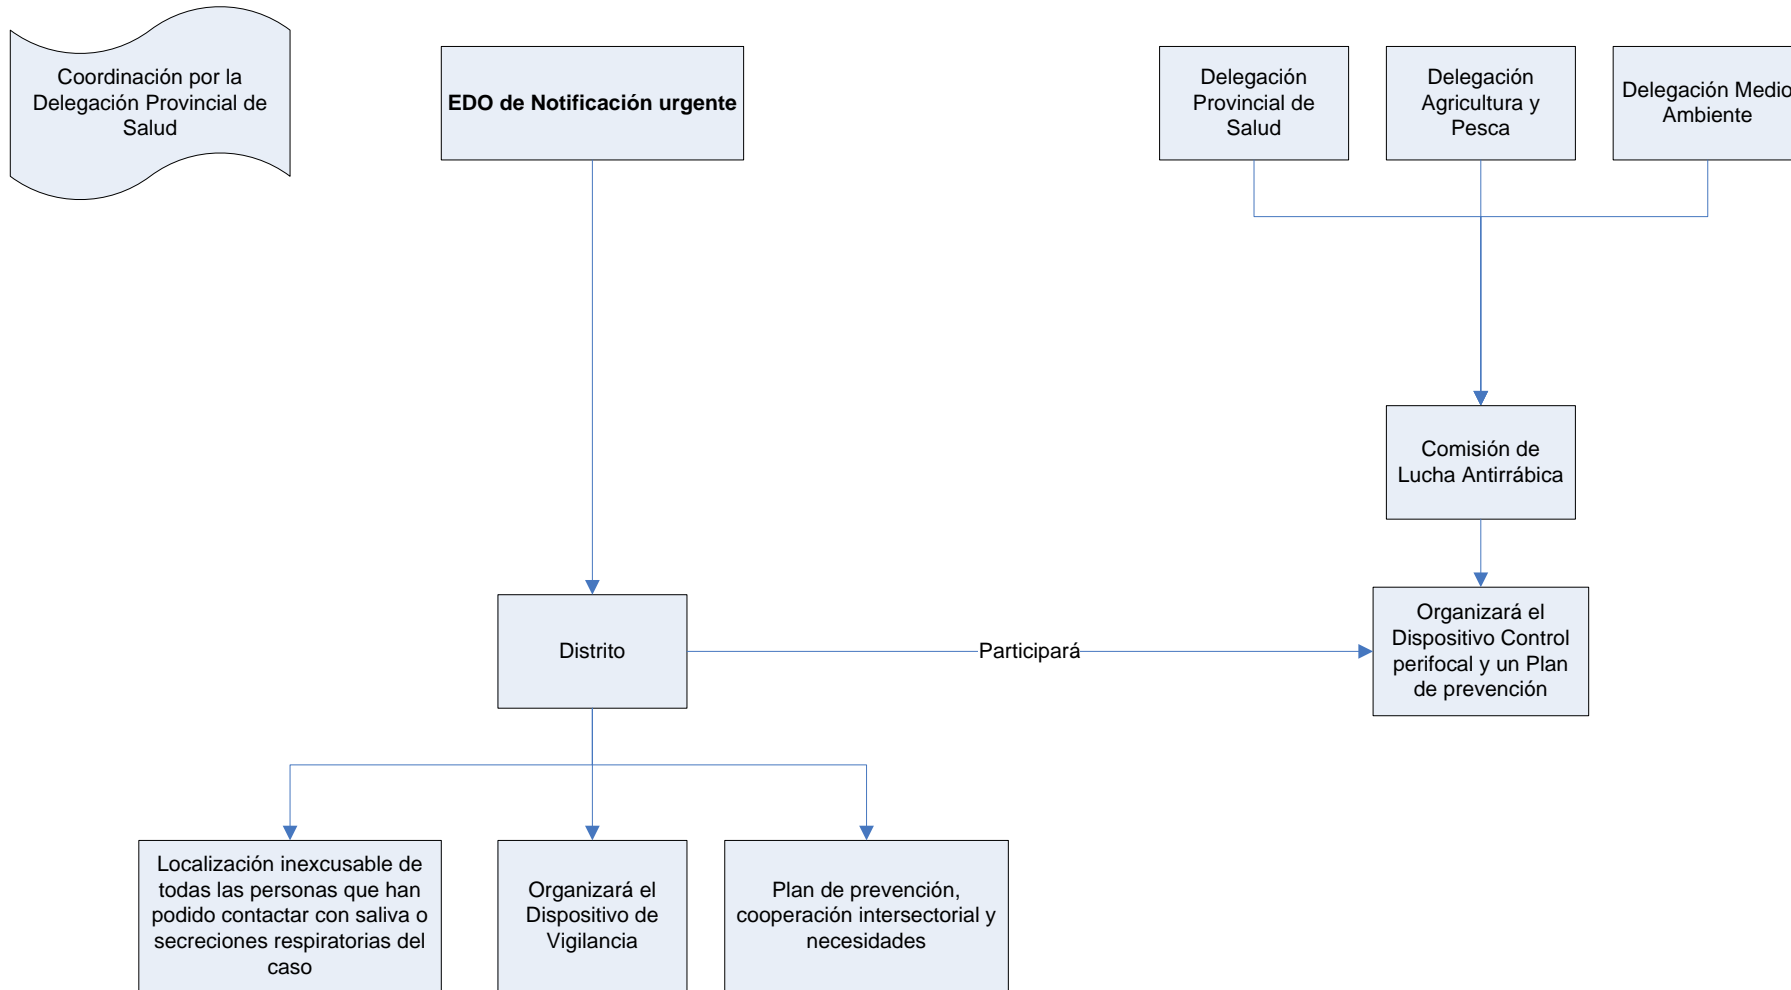 Coordinación por la
Delegación Provincial de
Salud
EDO de Notificación urgente
Delegación
Provincial de
Salud
Delegación
Agricultura y
Pesca
Delegación Medio
Ambiente
Comisión de
Lucha Antirrábica
Distrito
Participará
Organizará el
Dispositivo Control
perifocal y un Plan
de prevención
Localización inexcusable de
todas las personas que han
podido contactar con saliva o
secreciones respiratorias del
caso
Organizará el
Dispositivo de
Vigilancia
Plan de prevención,
cooperación intersectorial y
necesidades